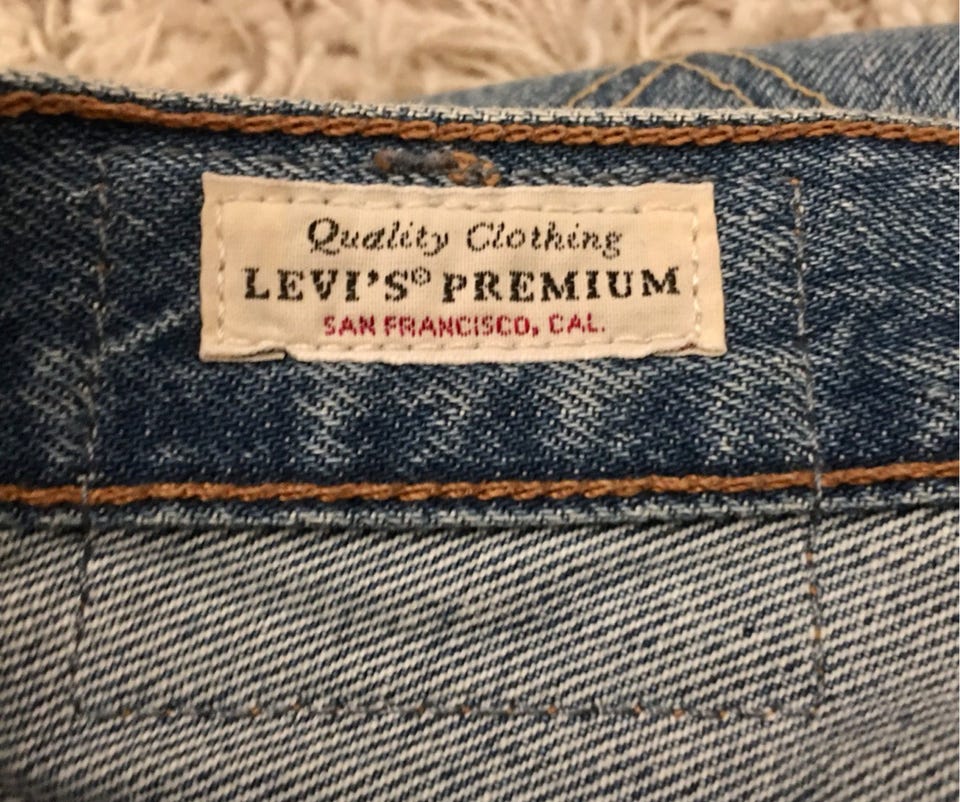 Quality Clothing
LEVI'S® PREMIUM
SAN FRANCISCO, CAL.